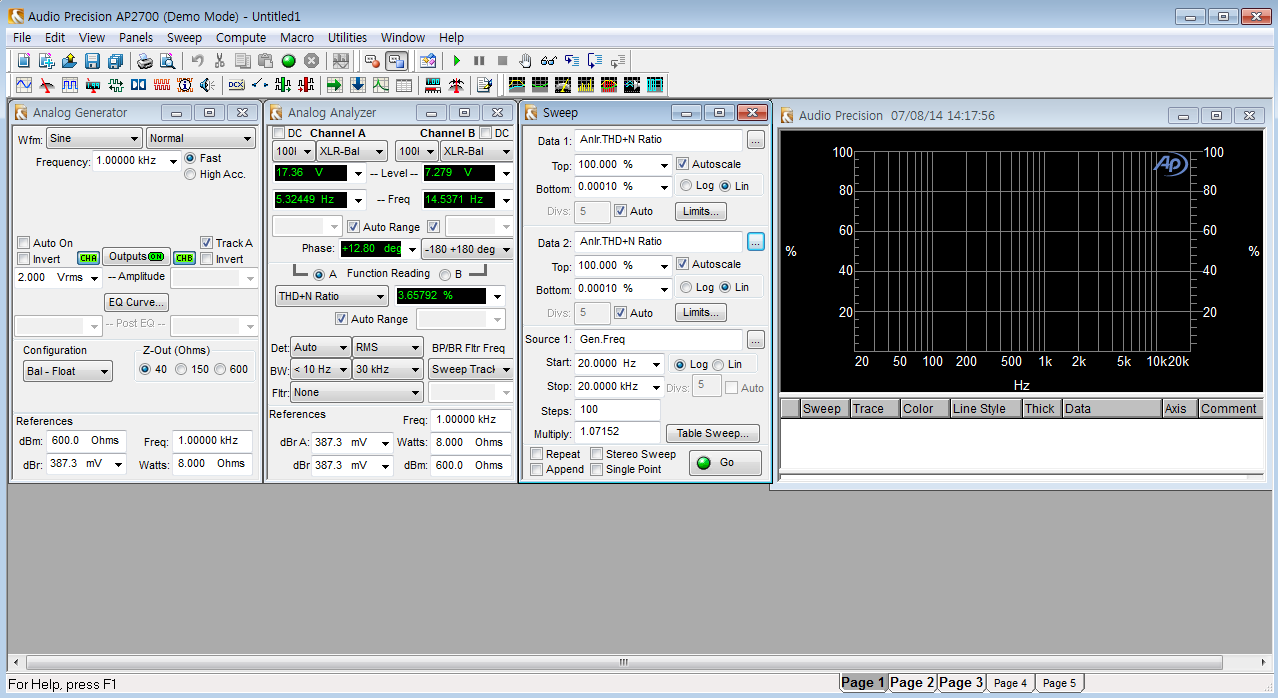 Audio Precision AP2700 (Demo Mode) - Untitled1
File Edit View Panels Sweep Compute Macro Utilities Window Help
DCX
Analog Generator
Wfm: Sine Normal
Frequency: 1.00000 kHz Fast
High Acc.
Auto On Track A
Invert CHA Outputs ON CHB Invert
2.000 Vrms -- Amplitude
EQ Curve...
-- Post EQ --
Configuration Z-Out (Ohms)
Bal - Float 40 150 600
References
dBm: 600.0 Ohms Freq: 1.00000 kHz
dBr: 387.3 mV Watts: 8.000 Ohms
Analog Analyzer
DC Channel A Channel B DC
100l XLR-Bal 100l XLR-Bal
17.36 V -- Level -- 7.279 V
5.32449 Hz -- Freq 14.5371 Hz
Auto Range
Phase: +12.80 deg -180 +180 deg
A Function Reading B
THD+N Ratio 3.65792 %
Auto Range
Det: Auto RMS BP/BR Fltr Freq
BW: < 10 Hz 30 kHz Sweep Track
Fltr: None
References Freq: 1.00000 kHz
dBr A: 387.3 mV Watts: 8.000 Ohms
dBr 387.3 mV dBm: 600.0 Ohms
Sweep
Data 1: Anlr.THD+N Ratio ...
Top: 100.000 % Autoscale
Bottom: 0.00010 % Log Lin
Divs: 5 Auto Limits...
Data 2: Anlr.THD+N Ratio ...
Top: 100.000 % Autoscale
Bottom: 0.00010 % Log Lin
Divs: 5 Auto Limits...
Source 1: Gen.Freq ...
Start: 20.0000 Hz Log Lin
Stop: 20.0000 kHz Divs: 5 Auto
Steps: 100
Multiply: 1.07152 Table Sweep...
Repeat Stereo Sweep
Append Single Point Go
Audio Precision 07/08/14 14:17:56
Ap
100 100
80 80
60 60
% %
40 40
20 20
20 50 100 200 500 1k 2k 5k 10k 20k
Hz
Sweep Trace Color Line Style Thick Data Axis Comment
For Help, press F1
Page 1 Page 2 Page 3 Page 4 Page 5